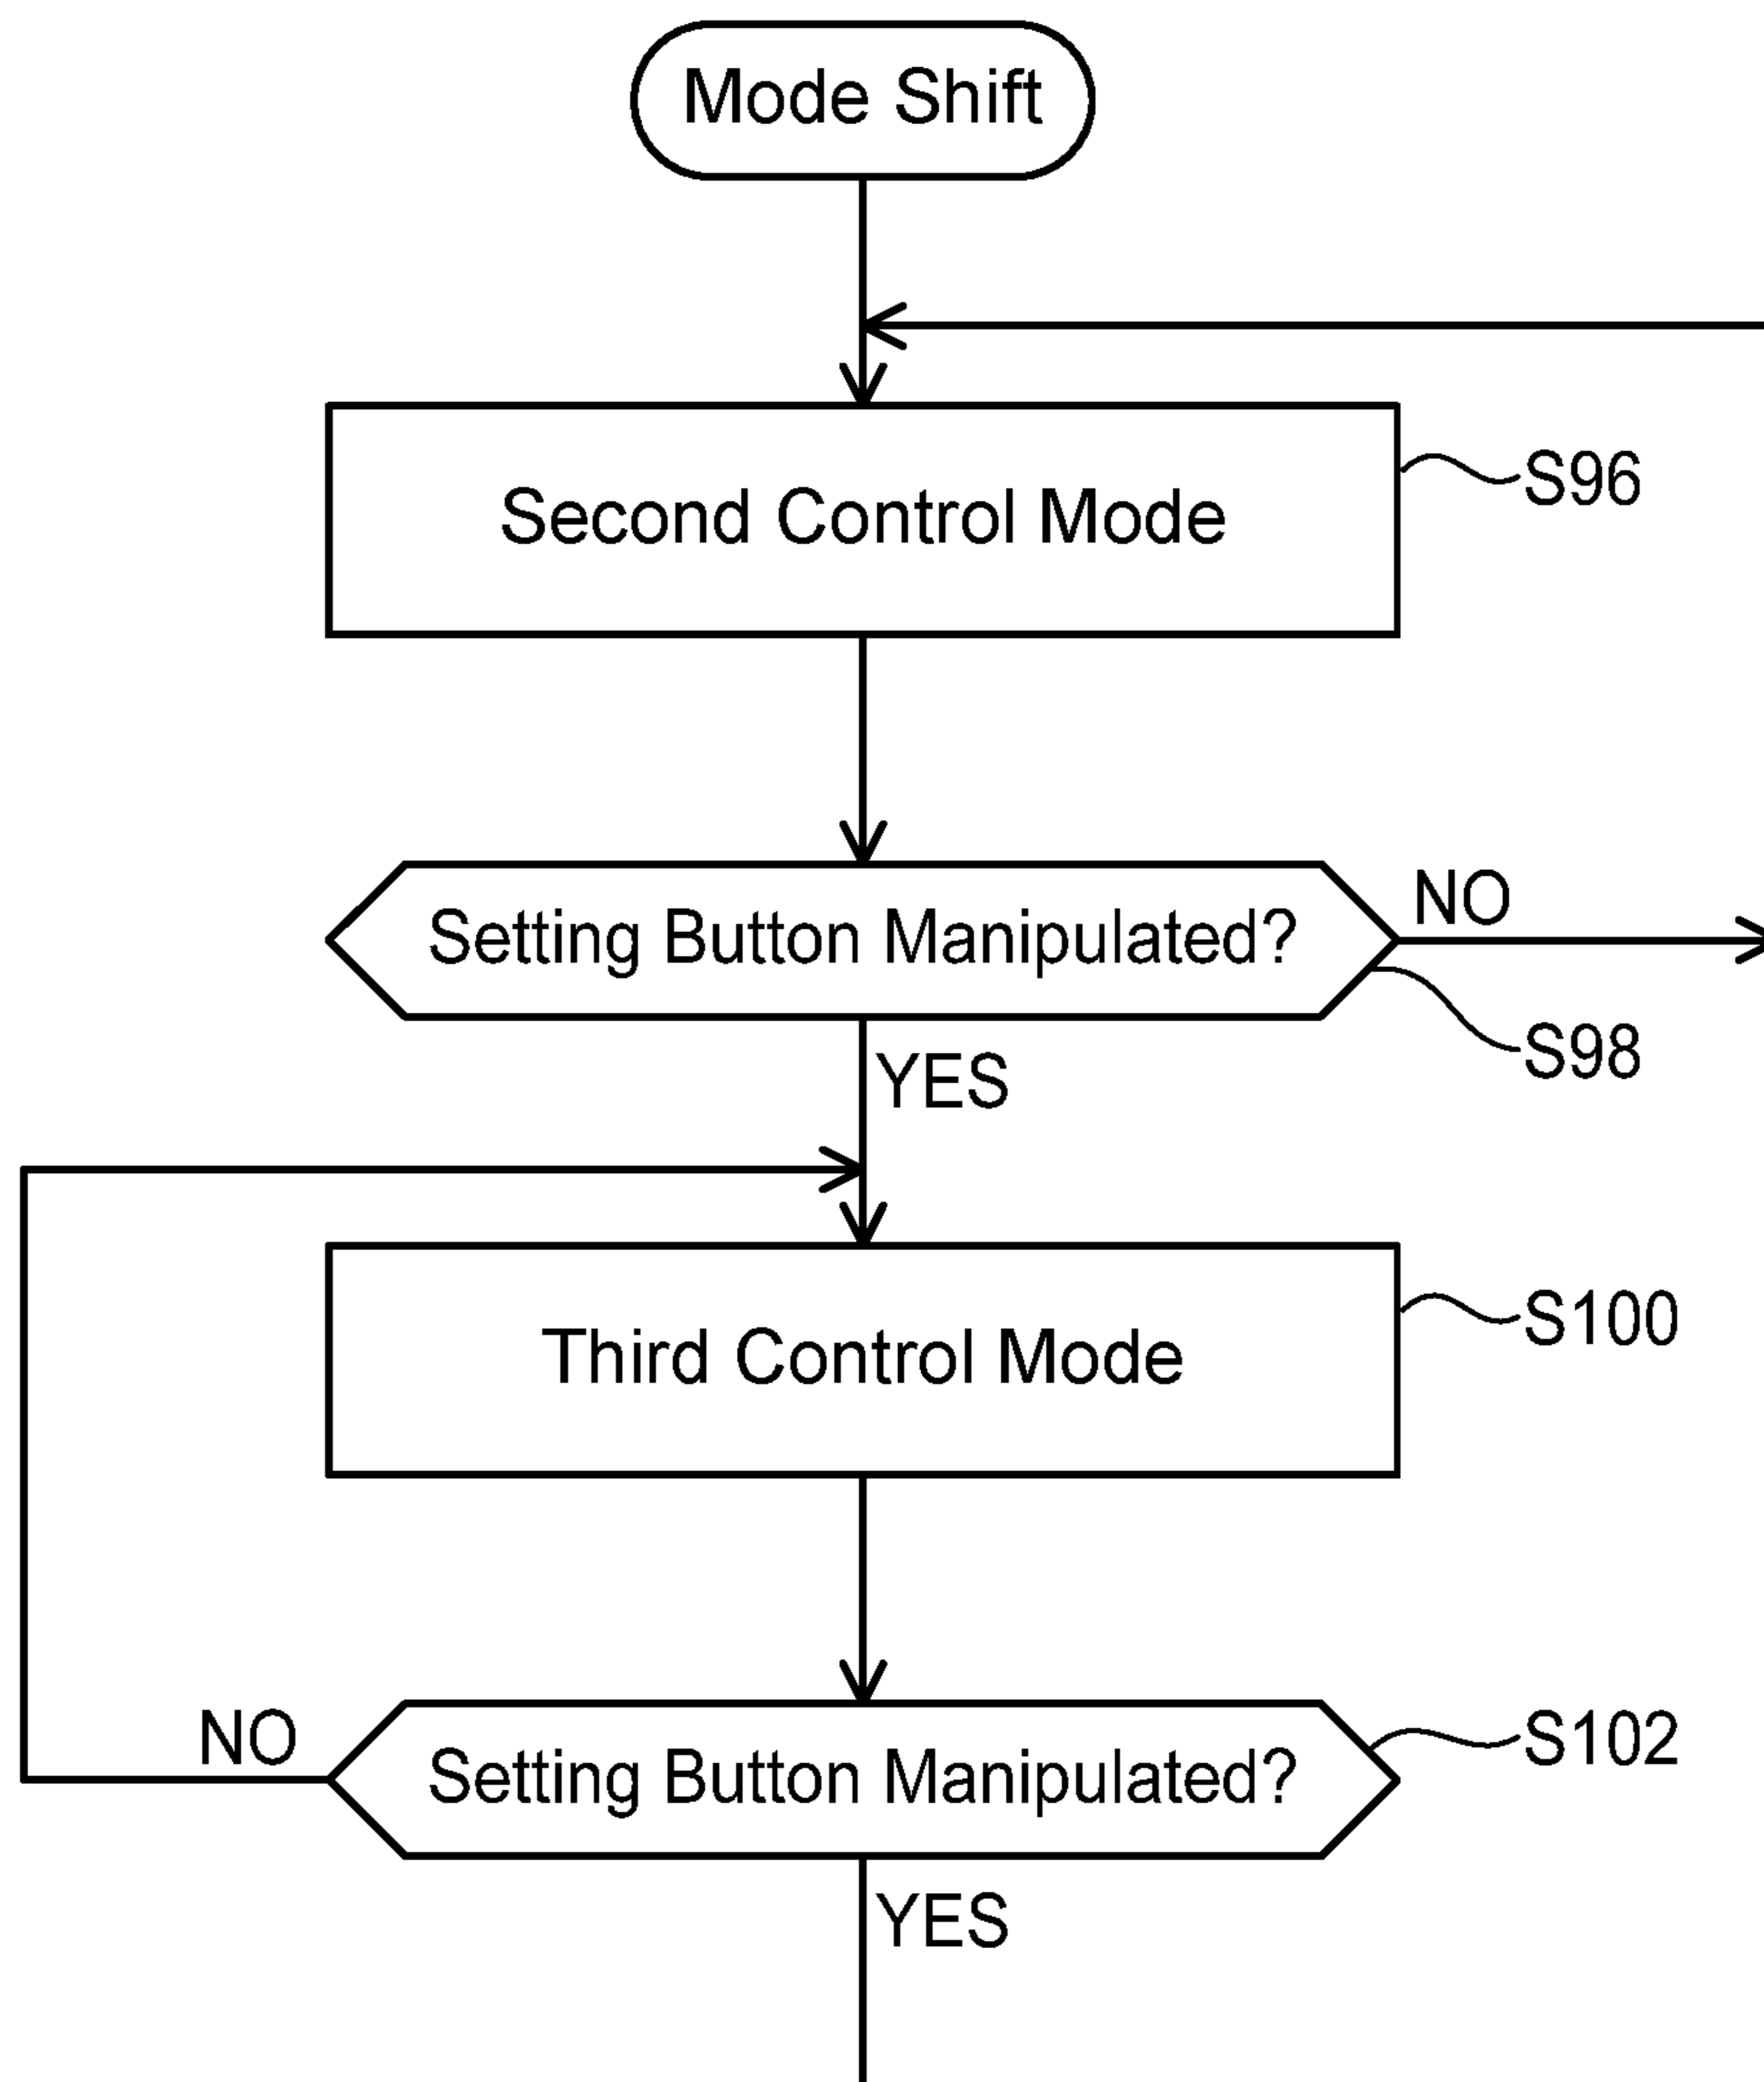 Mode Shift
Second Control Mode
S96
Setting Button Manipulated?
NO
S98
YES
Third Control Mode
S100
NO
Setting Button Manipulated?
S102
YES